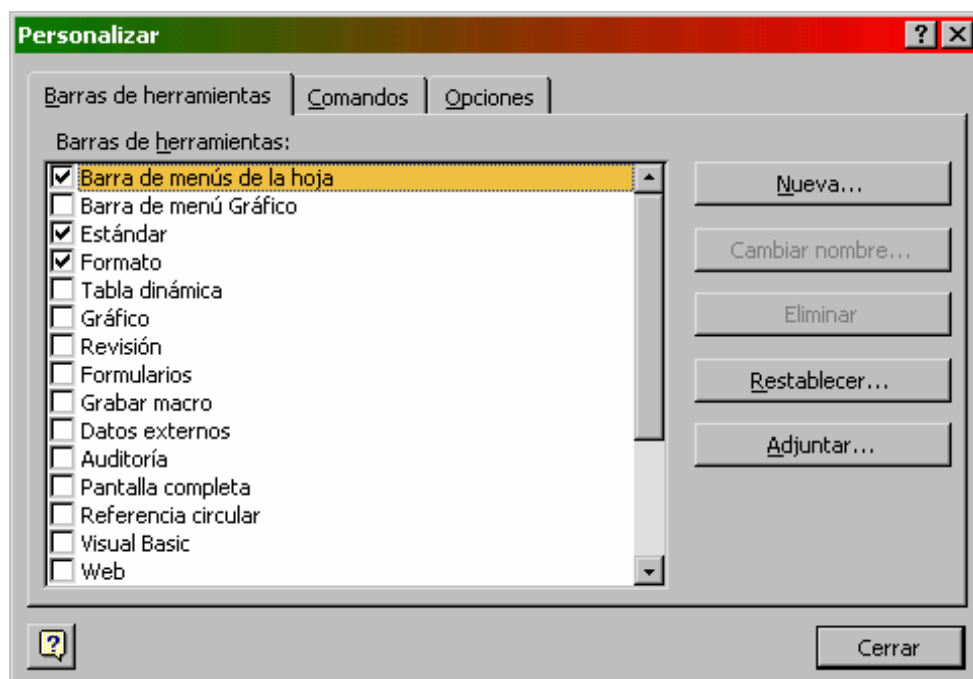 Personalizar
Barras de herramientas
Comandos
Opciones
Barras de herramientas:
Barra de menús de la hoja
Barra de menú Gráfico
Estándar
Formato
Tabla dinámica
Gráfico
Revisión
Formularios
Grabar macro
Datos externos
Auditoría
Pantalla completa
Referencia circular
Visual Basic
Web
Nueva...
Cambiar nombre...
Eliminar
Restablecer...
Adjuntar...
Cerrar